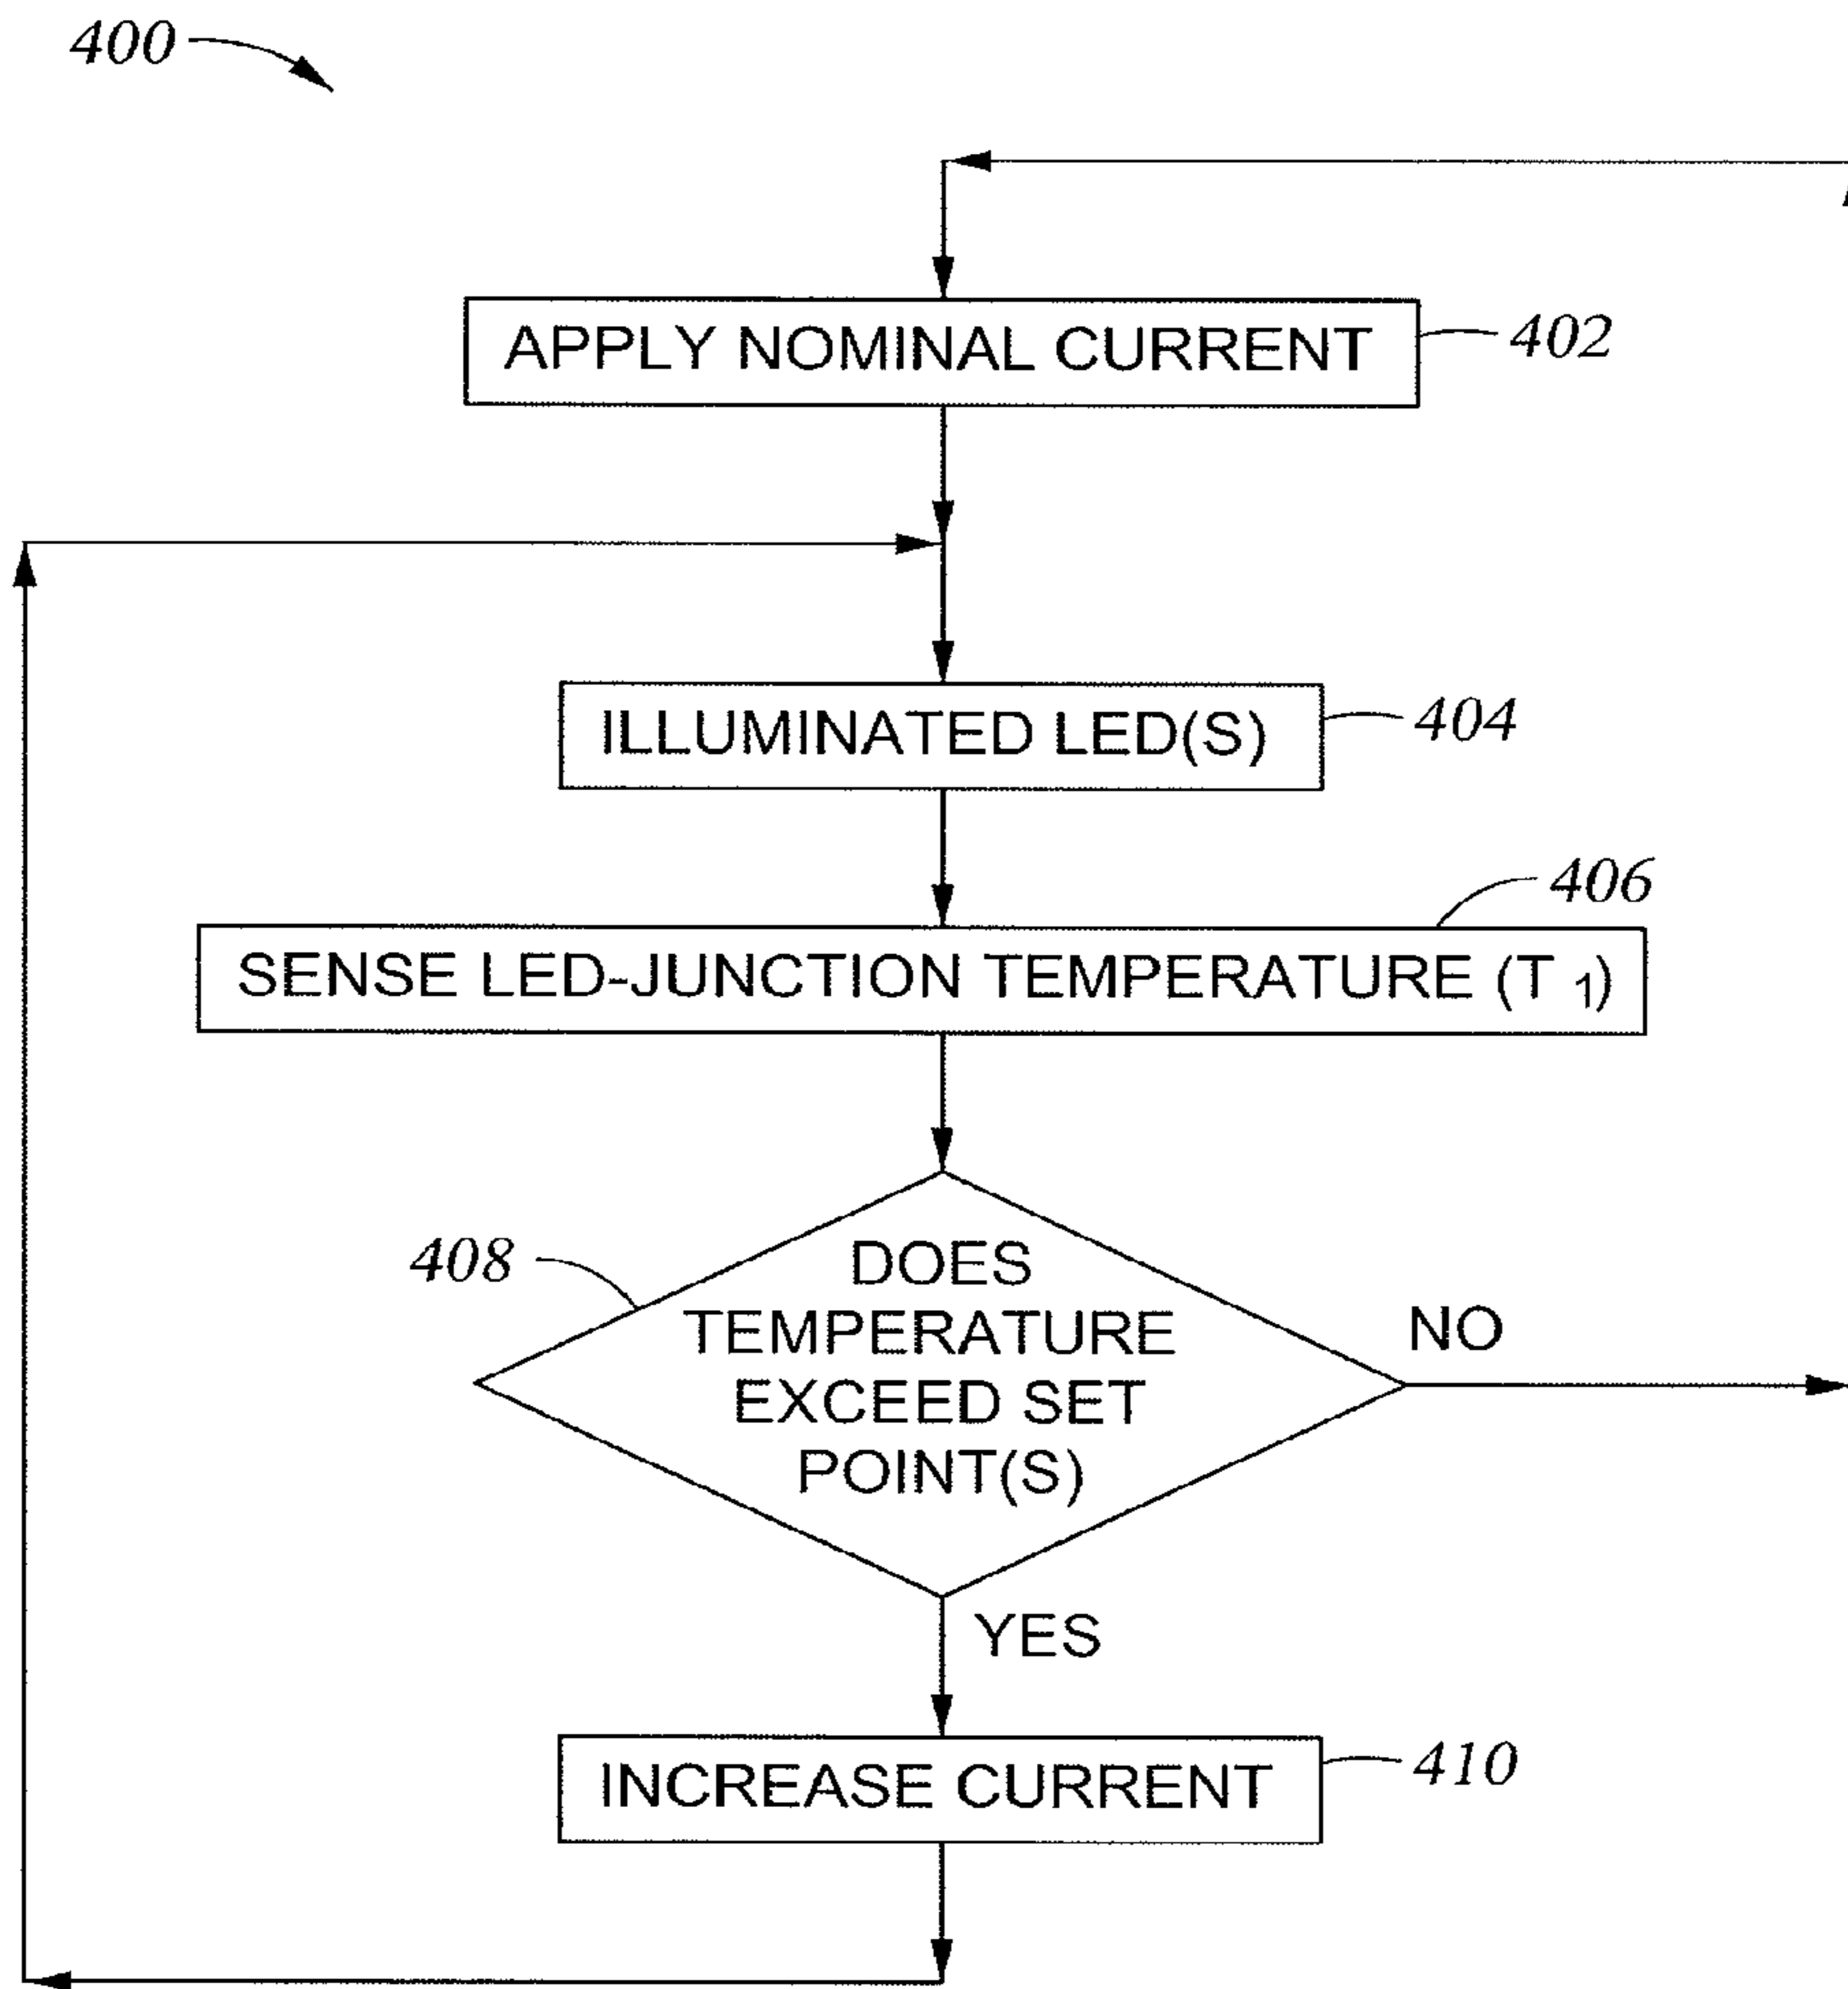 400
APPLY NOMINAL CURRENT
402
ILLUMINATED LED(S)
404
406
SENSE LED-JUNCTION TEMPERATURE (T 1)
408
DOES
TEMPERATURE
EXCEED SET
POINT(S)
NO
YES
INCREASE CURRENT
410